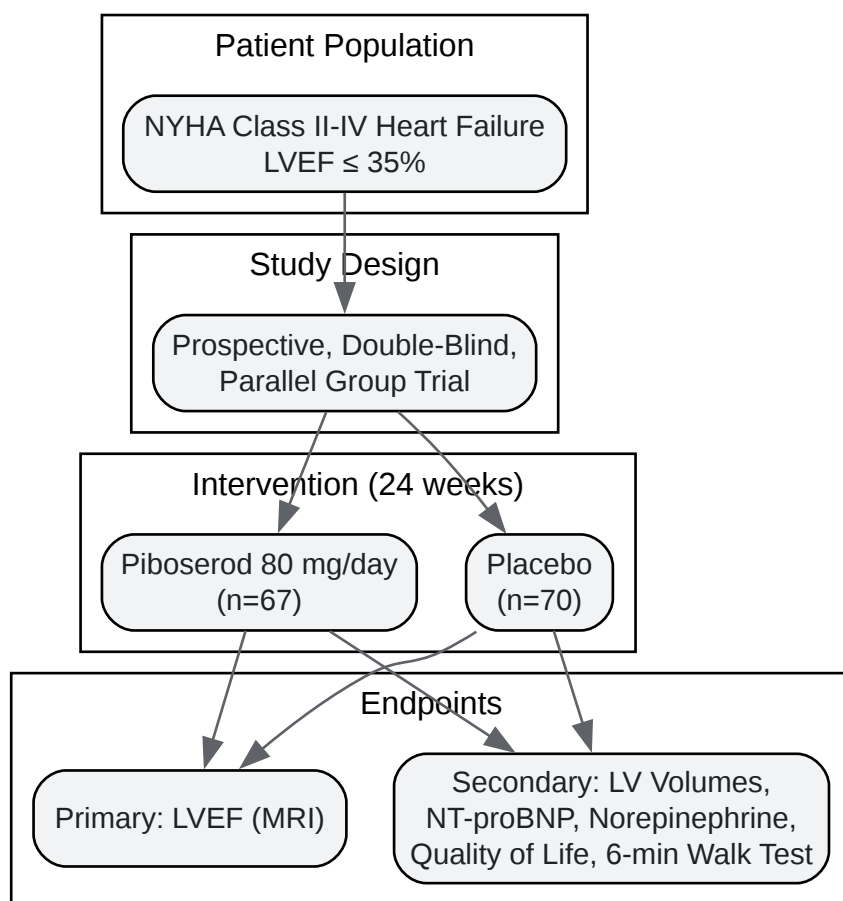 Patient Population
NYHA Class II-IV Heart Failure
LVEF ≤ 35%
Study Design
Prospective, Double-Blind,
Parallel Group Trial
Intervention (24 weeks)
Piboserod 80 mg/day
(n=67)
Placebo
(n=70)
Endpoints
Primary: LVEF (MRI)
Secondary: LV Volumes,
NT-proBNP, Norepinephrine,
Quality of Life, 6-min Walk Test